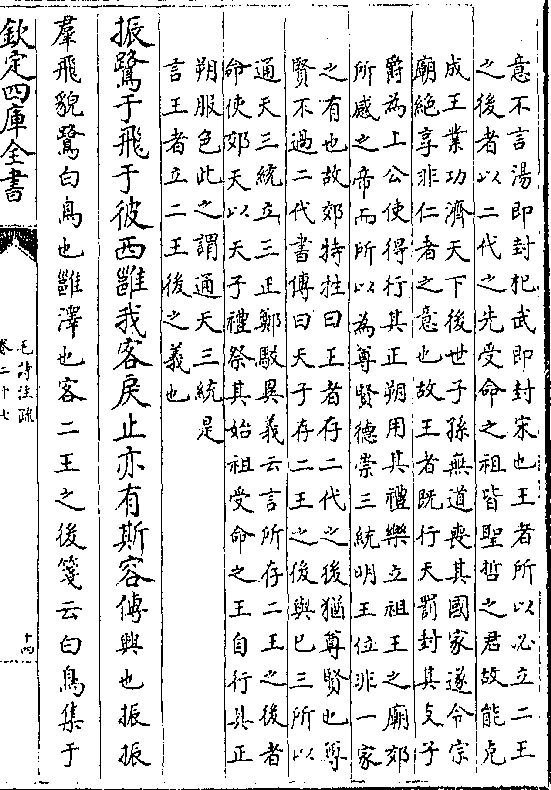 意不言湯即封杞武即封宋也王者所以必立二王
之後者以二代之先受命之祖皆聖哲之君故能克
成王業功濟天下後世子孫無道喪其國家遂令宗
廟絶享非仁者之意也故王者既行天罰封其支子
爵為上公使得行其正朔用其禮樂立祖王之廟郊
所感之帝而所以為尊賢德崇三統明王位非一家
之有也故郊特牲曰王者存二代之後猶尊賢也尊
賢不過二代書傳曰天子存二王之後與已三所以
通天三統立三正鄭駁異義云言所存二王之後者
命使郊天以天子禮祭其始祖受命之王自行其正
朔服色此之謂通天三統是
言王者立二王後之義也
振鷺于飛于彼西雝我客戾止亦有斯容傳興也振振
羣飛貌鷺白鳥也雝澤也客二王之後箋云白鳥集于
欽定四庫全書
毛詩注疏
卷二十七
十四